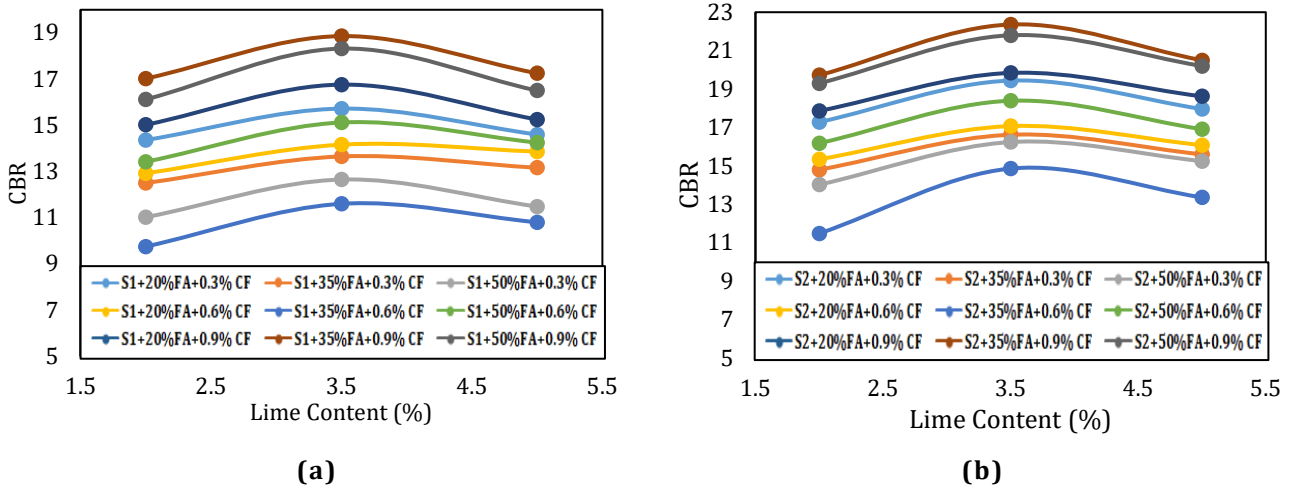 19
17
15
13
11
9
7
5
CBR
S1+20%FA+0.3% CF S1+35%FA+0.3% CF S1+50%FA+0.3% CF
S1+20%FA+0.6% CF S1+35%FA+0.6% CF S1+50%FA+0.6% CF
S1+20%FA+0.9% CF S1+35%FA+0.9% CF S1+50%FA+0.9% CF
1.5 2.5 3.5 4.5 5.5
Lime Content (%)
(a)
23
21
19
17
15
13
11
9
7
5
CBR
S2+20%FA+0.3% CF S2+35%FA+0.3% CF S2+50%FA+0.3% CF
S2+20%FA+0.6% CF S2+35%FA+0.6% CF S2+50%FA+0.6% CF
S2+20%FA+0.9% CF S2+35%FA+0.9% CF S2+50%FA+0.9% CF
1.5 2.5 3.5 4.5 5.5
Lime Content (%)
(b)